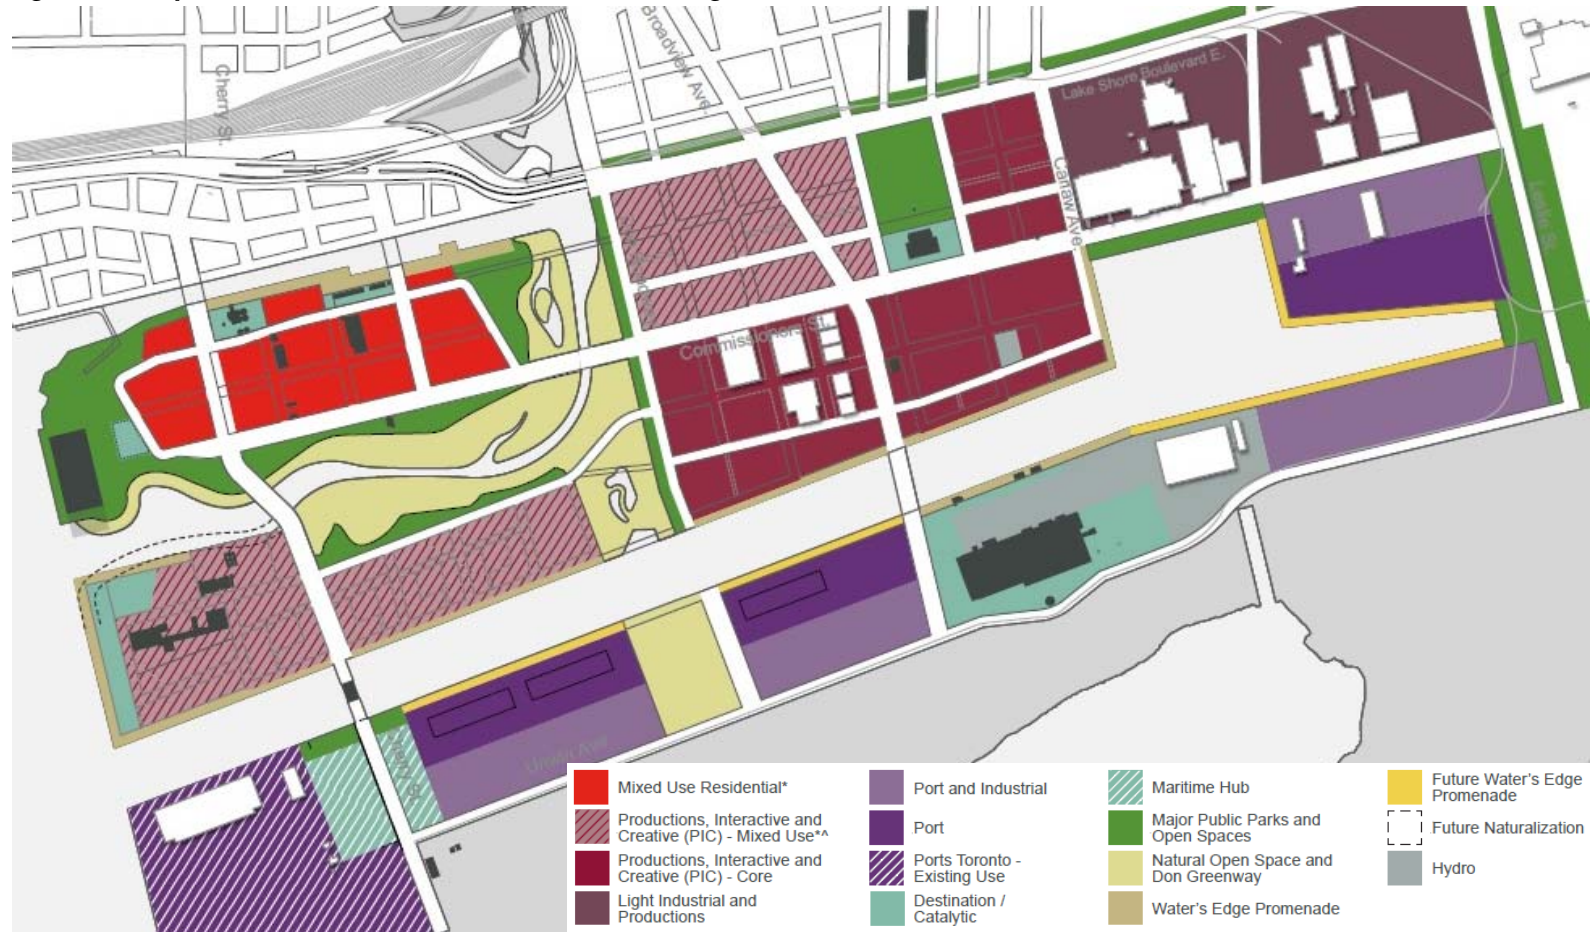 Broadview Ave.
Cherry St.
Lake Shore Boulevard E.
Carlaw Ave.
Leslie St.
Commissioners St.
Cherry St.
Unwin Ave.
Mixed Use Residential*
Productions, Interactive and
Creative (PIC) - Mixed Use*^
Productions, Interactive and
Creative (PIC) - Core
Light Industrial and
Productions
Port and Industrial
Port
Ports Toronto -
Existing Use
Destination /
Catalytic
Maritime Hub
Major Public Parks and
Open Spaces
Natural Open Space and
Don Greenway
Water's Edge Promenade
Future Water's Edge
Promenade
Future Naturalization
Hydro